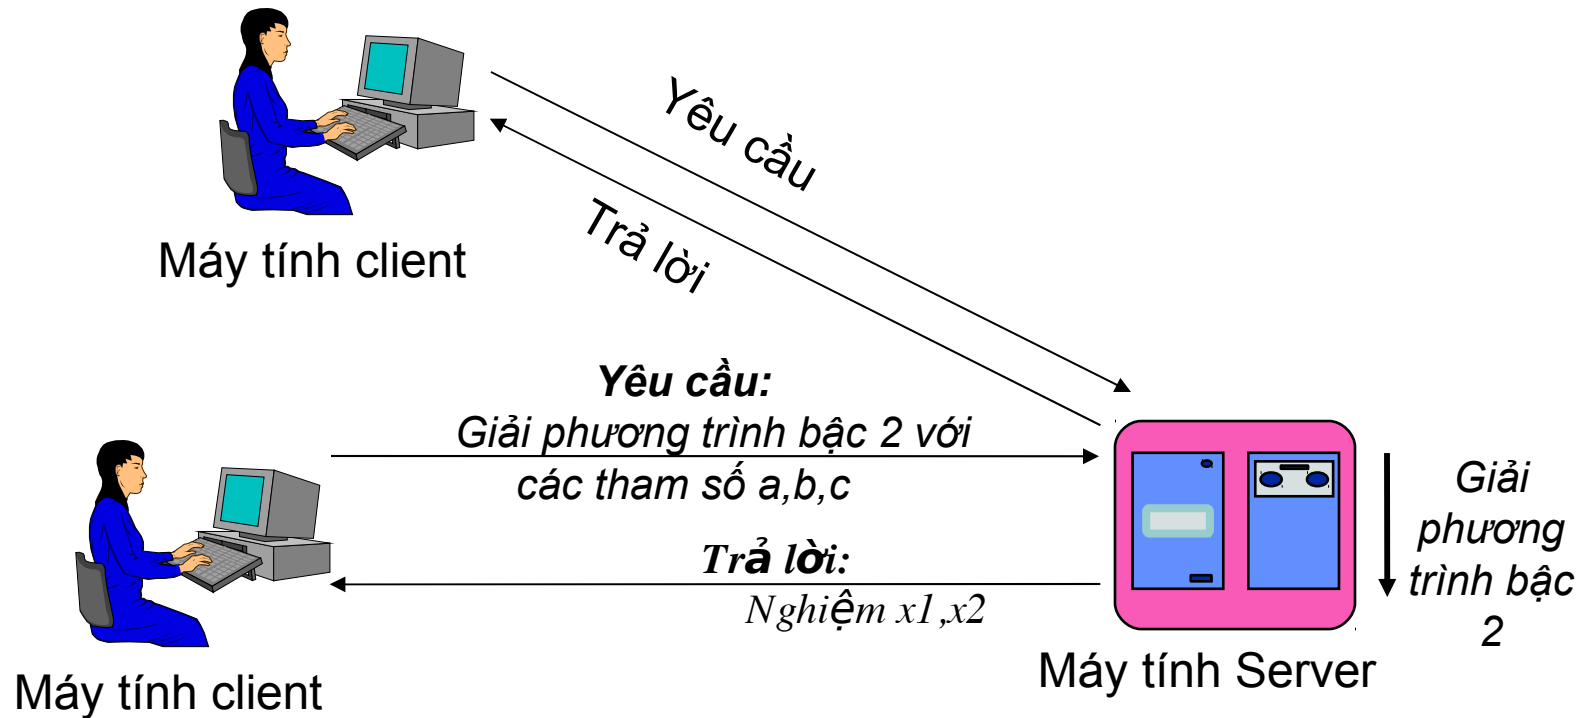 Yêu cầu
Trả lời
Máy tính client
Yêu cầu:
Giải phương trình bậc 2 với
các tham số a,b,c
Trả lời:
Nghiệm x1,x2
Giải
phương
trình bậc
2
Máy tính Server
Máy tính client